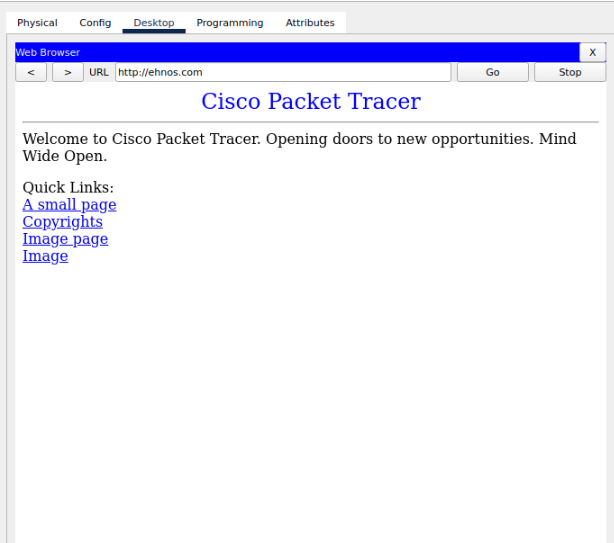 Physical Config Desktop Programming Attributes
Web Browser X
< > URL http://ehnos.com Go Stop
Cisco Packet Tracer
Welcome to Cisco Packet Tracer. Opening doors to new opportunities. Mind
Wide Open.
Quick Links:
A small page
Copyrights
Image page
Image